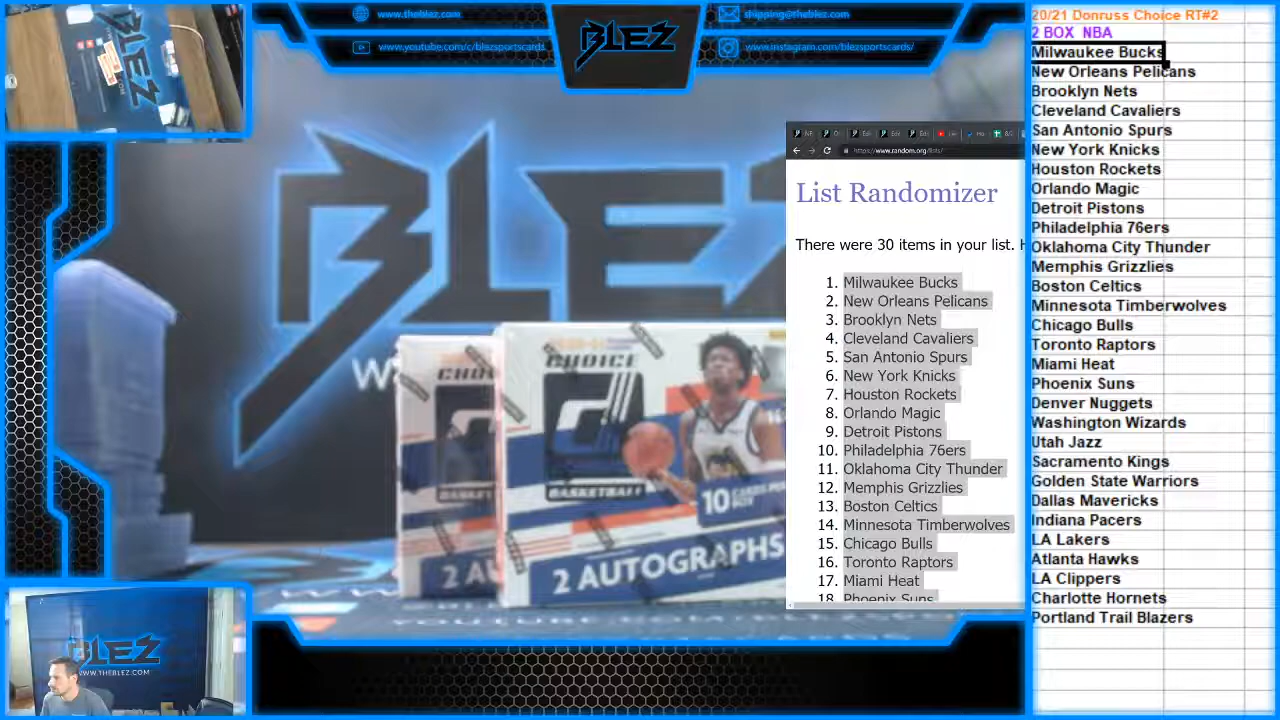 www.theblez.com
shipping@theblez.com
www.youtube.com/c/blezsportscards
www.instagram.com/blezsportscards/
BLEZ
BLEZ
WWW.THEBLEZ.COM
CHOICE
BASKETBALL
10 CARDS PER BOX
2 AUTOGRAPHS
https://www.random.org/lists/
List Randomizer
There were 30 items in your list. H
1. Milwaukee Bucks
2. New Orleans Pelicans
3. Brooklyn Nets
4. Cleveland Cavaliers
5. San Antonio Spurs
6. New York Knicks
7. Houston Rockets
8. Orlando Magic
9. Detroit Pistons
10. Philadelphia 76ers
11. Oklahoma City Thunder
12. Memphis Grizzlies
13. Boston Celtics
14. Minnesota Timberwolves
15. Chicago Bulls
16. Toronto Raptors
17. Miami Heat
18. Phoenix Suns
20/21 Donruss Choice RT#2
2 BOX NBA
Milwaukee Bucks
New Orleans Pelicans
Brooklyn Nets
Cleveland Cavaliers
San Antonio Spurs
New York Knicks
Houston Rockets
Orlando Magic
Detroit Pistons
Philadelphia 76ers
Oklahoma City Thunder
Memphis Grizzlies
Boston Celtics
Minnesota Timberwolves
Chicago Bulls
Toronto Raptors
Miami Heat
Phoenix Suns
Denver Nuggets
Washington Wizards
Utah Jazz
Sacramento Kings
Golden State Warriors
Dallas Mavericks
Indiana Pacers
LA Lakers
Atlanta Hawks
LA Clippers
Charlotte Hornets
Portland Trail Blazers
BLEZ
WWW.THEBLEZ.COM